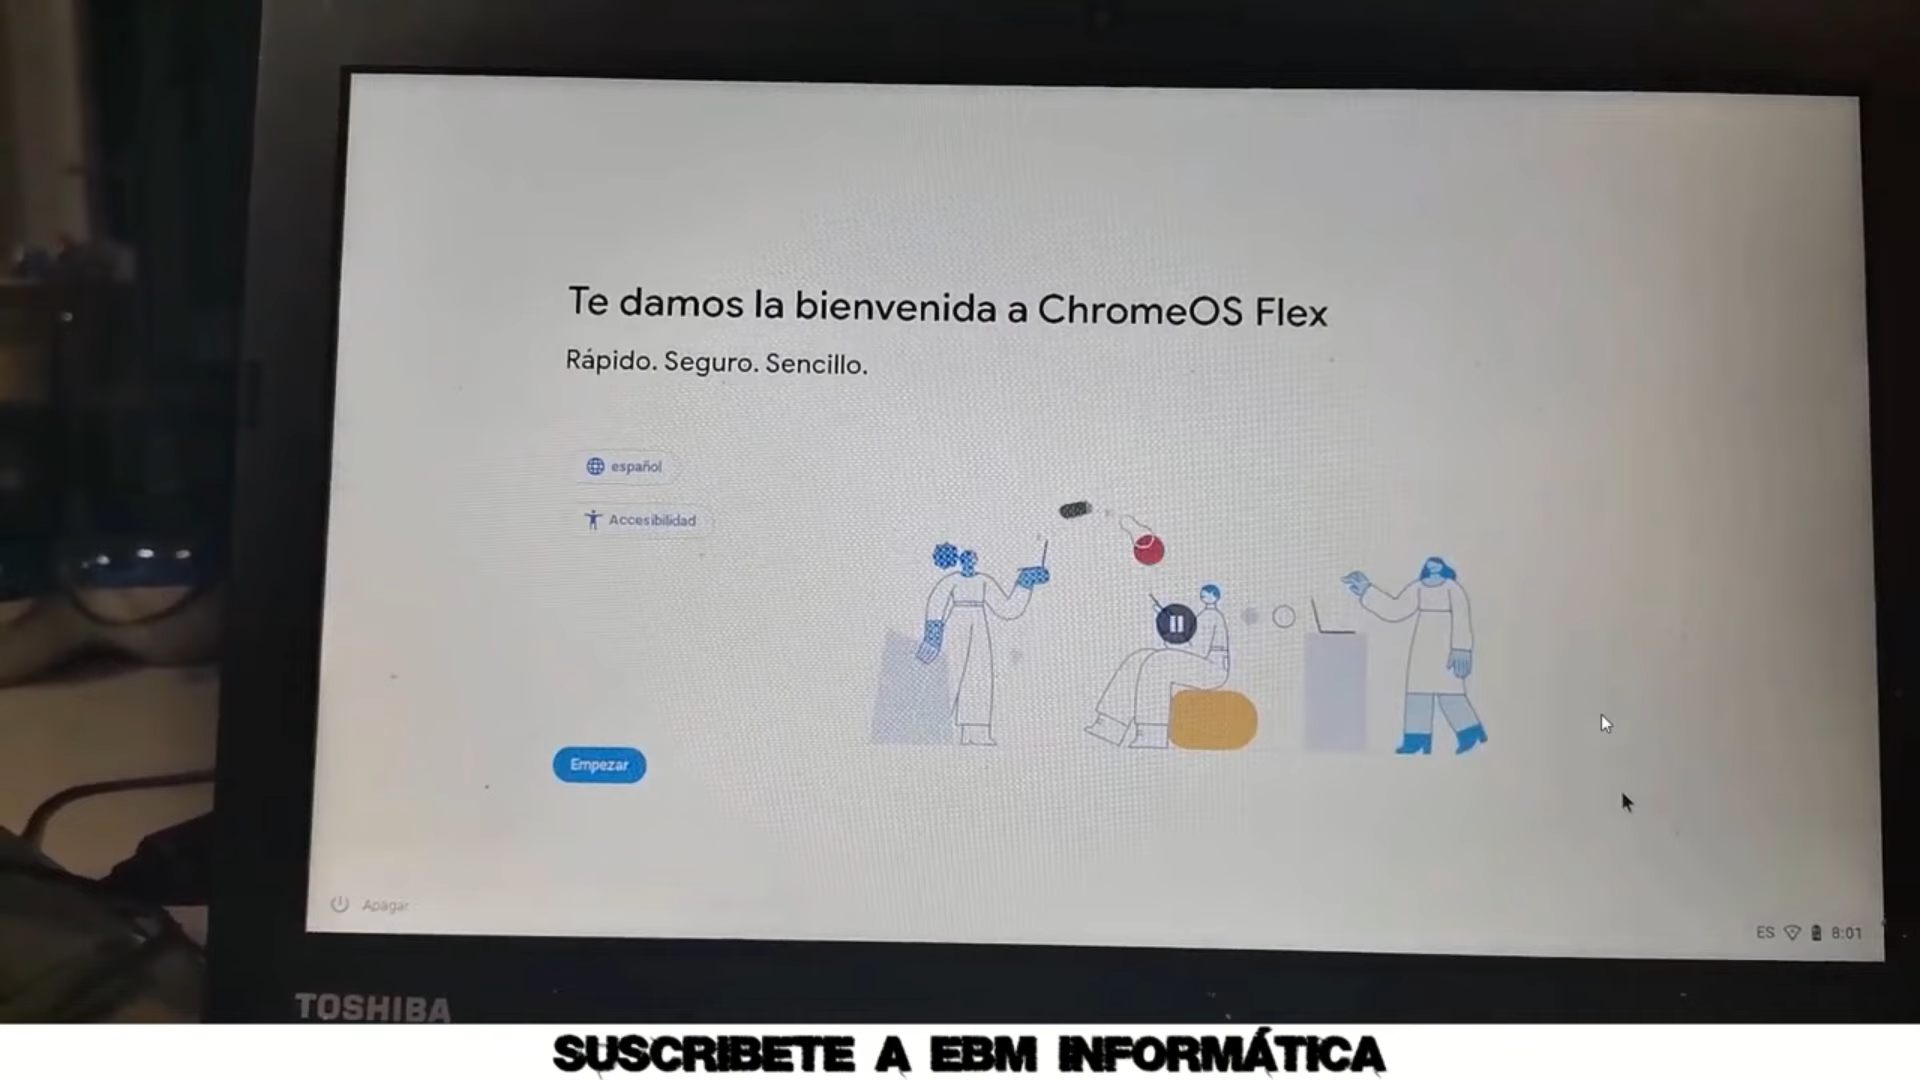 Te damos la bienvenida a ChromeOS Flex
Rápido. Seguro. Sencillo.
español
Accesibilidad
Empezar
Apagar
ES 8:01
TOSHIBA
SUSCRIBETE A EBM INFORMÁTICA